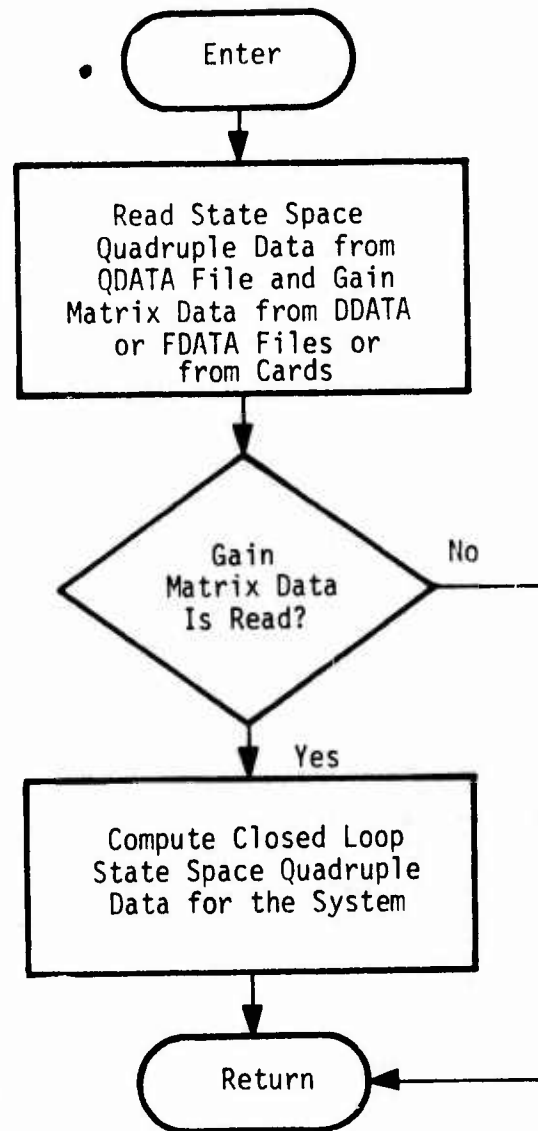 Enter
Read State Space
Quadruple Data from
QDATA File and Gain
Matrix Data from DDATA
or FDATA Files or
from Cards
Gain
Matrix Data
Is Read?
No
Yes
Compute Closed Loop
State Space Quadruple
Data for the System
Return